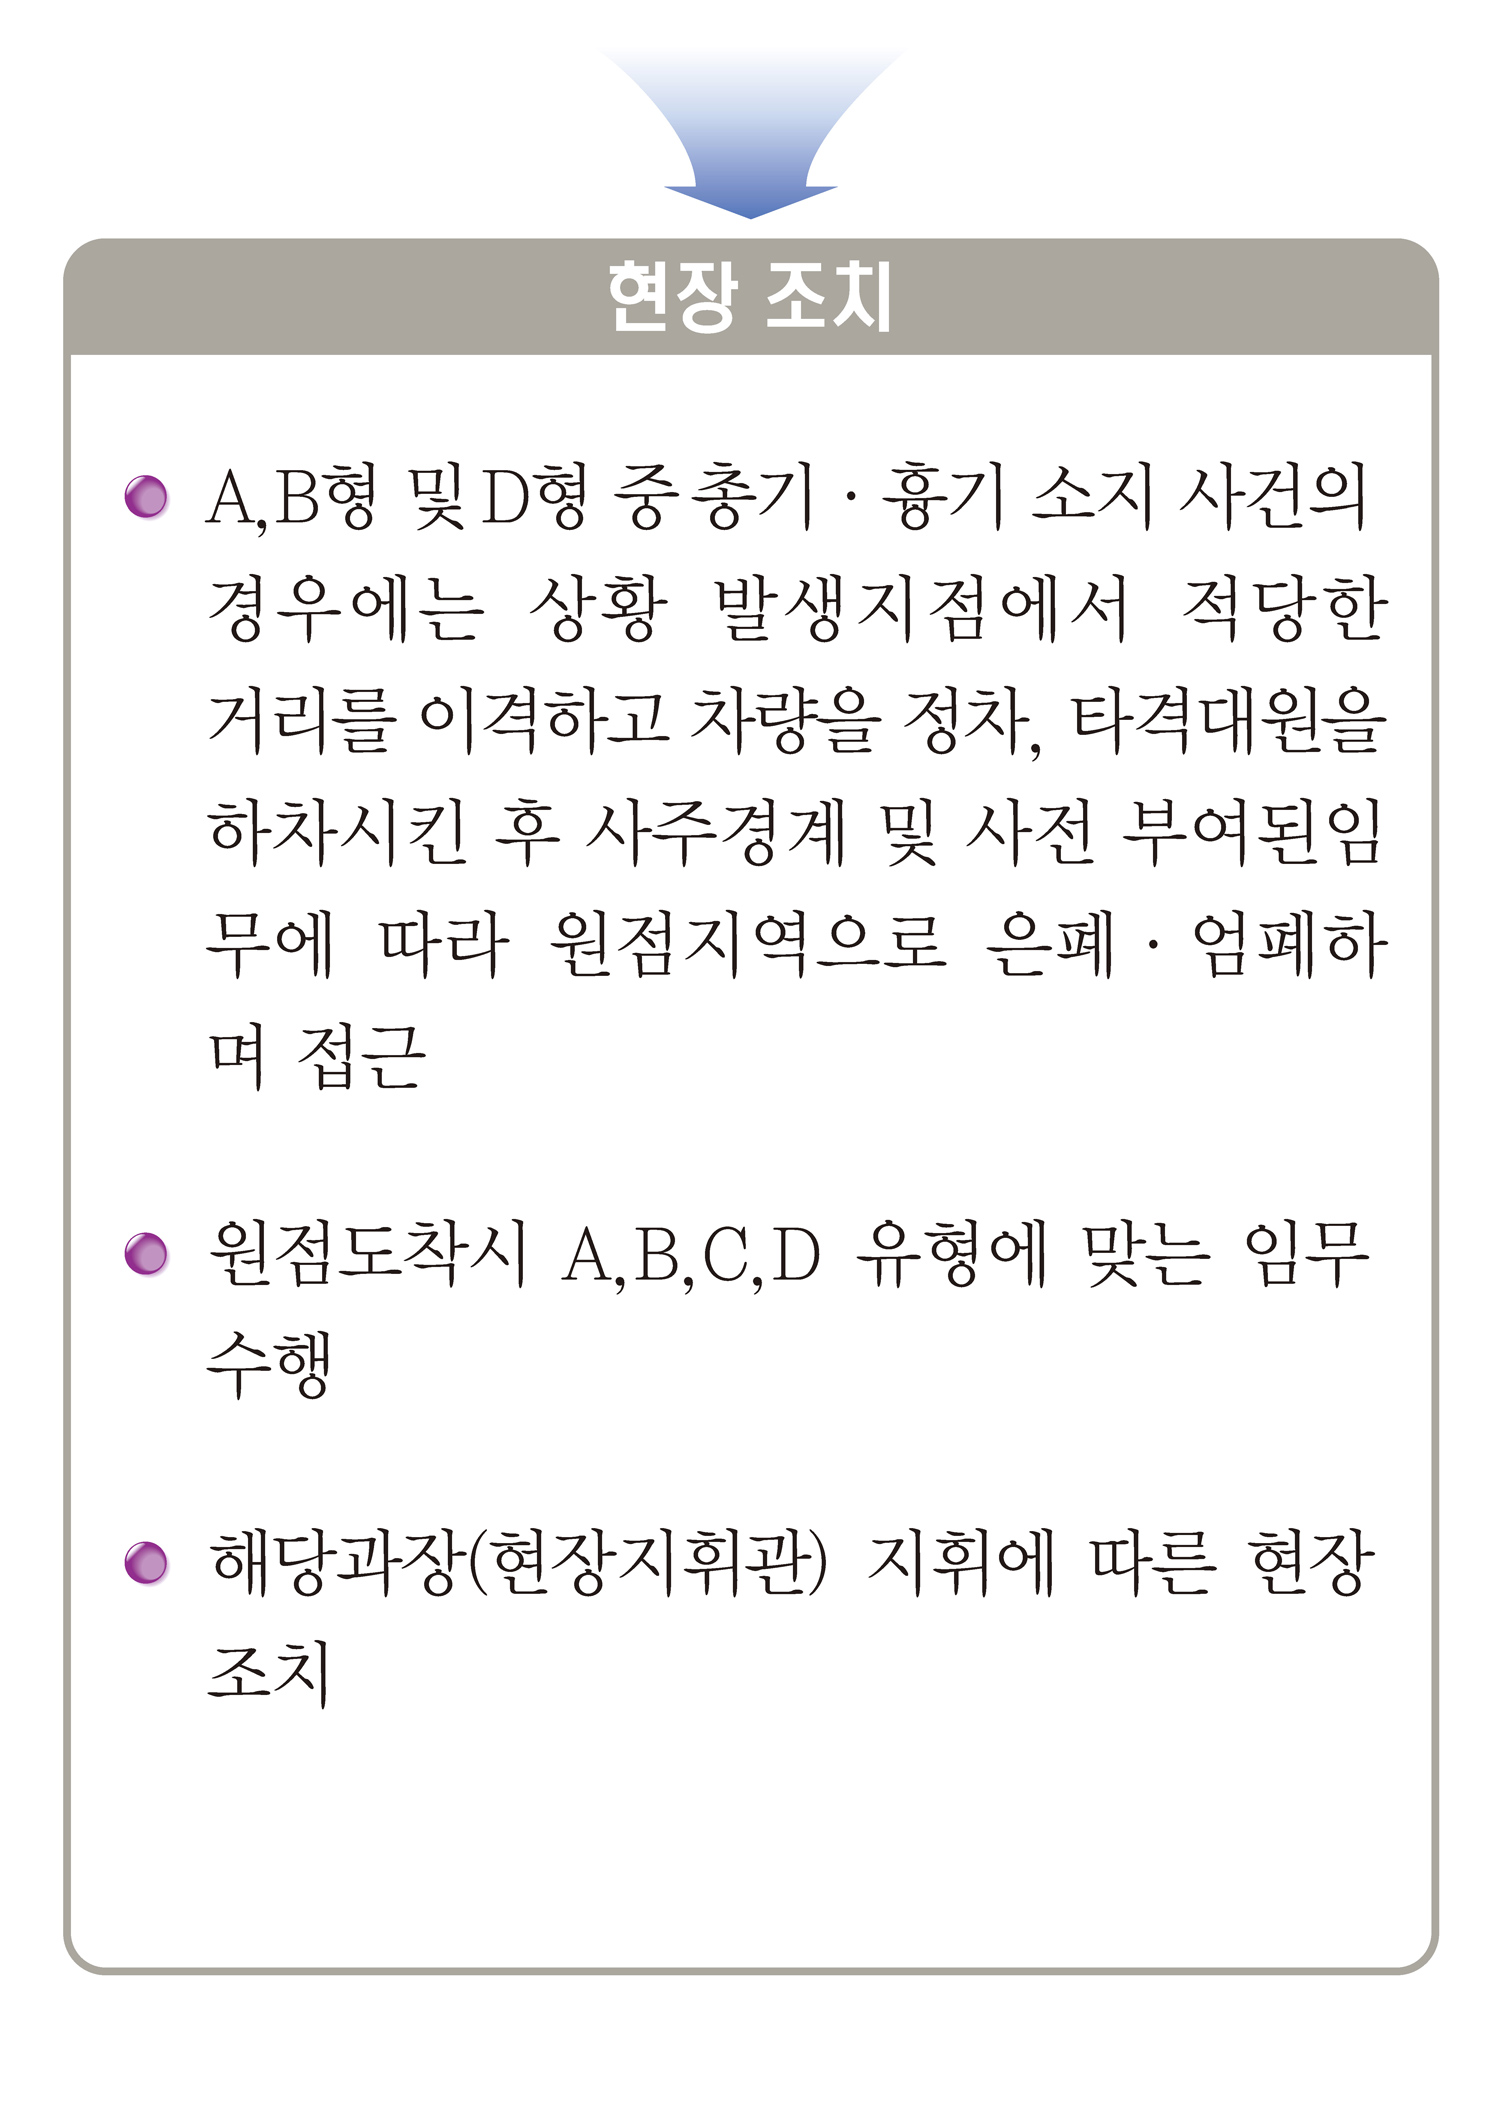 현장 조치
A,B형 및 D형 중 총기 · 흉기 소지 사건의
경우에는 상황 발생지점에서 적당한
거리를 이격하고 차량을 정차, 타격대원을
하차시킨 후 사주경계 및 사전 부여된임
무에 따라 원점지역으로 은폐 · 엄폐하
며 접근
원점도착시 A,B,C,D 유형에 맞는 임무
수행
해당과장(현장지휘관) 지휘에 따른 현장
조치